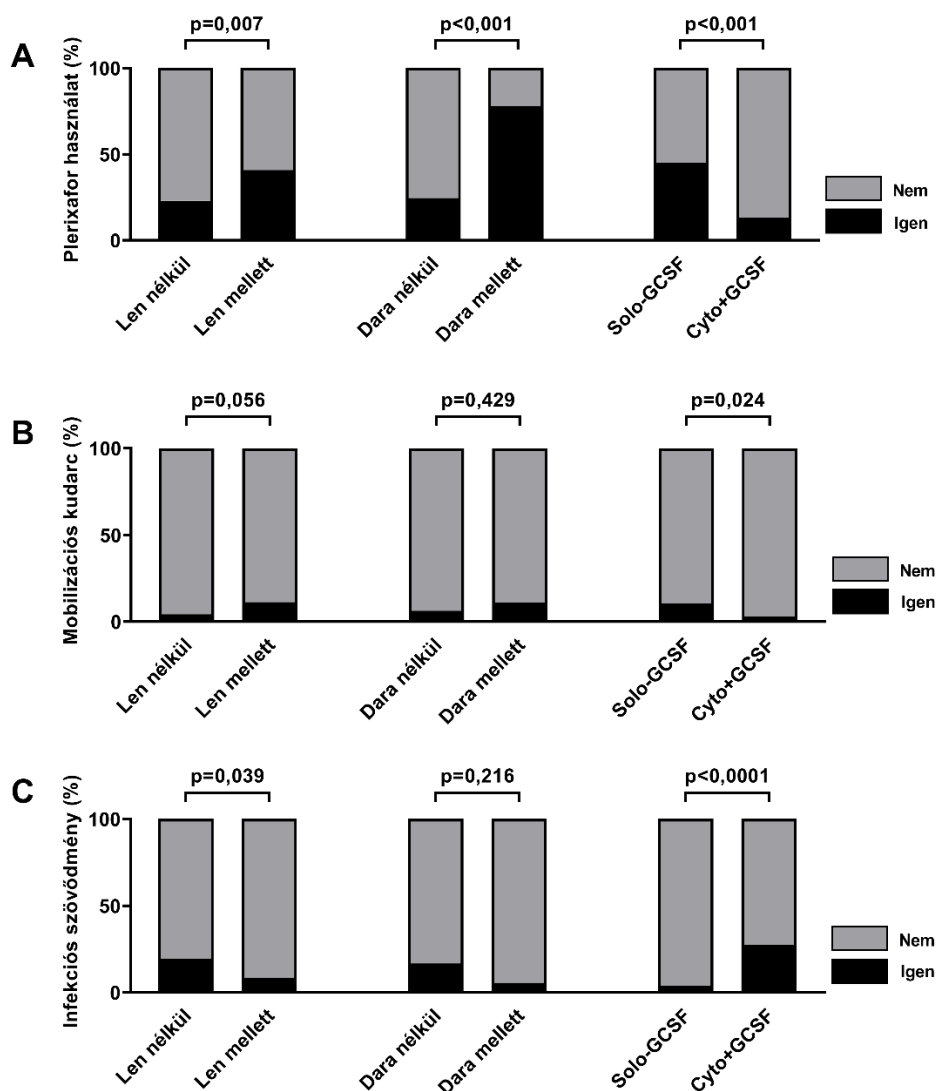 A
Plerixafor használat (%)
p=0,007
p<0,001
p<0,001
100
50
0
Len nélkül
Len mellett
Dara nélkül
Dara mellett
Solo-GCSF
Cyto+GCSF
Nem
Igen
B
Mobilizációs kudarc (%)
p=0,056
p=0,429
p=0,024
100
50
0
Len nélkül
Len mellett
Dara nélkül
Dara mellett
Solo-GCSF
Cyto+GCSF
Nem
Igen
C
Infekciós szövődmény (%)
p=0,039
p=0,216
p<0,0001
100
50
0
Len nélkül
Len mellett
Dara nélkül
Dara mellett
Solo-GCSF
Cyto+GCSF
Nem
Igen